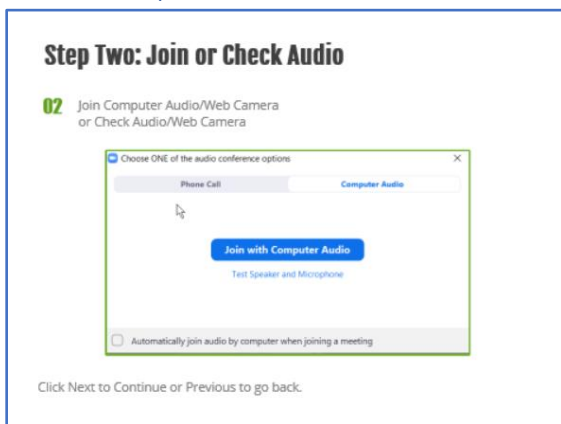 Step Two: Join or Check Audio
02 Join Computer Audio/Web Camera
or Check Audio/Web Camera
Choose ONE of the audio conference options
Phone Call Computer Audio
Join with Computer Audio
Test Speaker and Microphone
Automatically join audio by computer when joining a meeting
Click Next to Continue or Previous to go back.